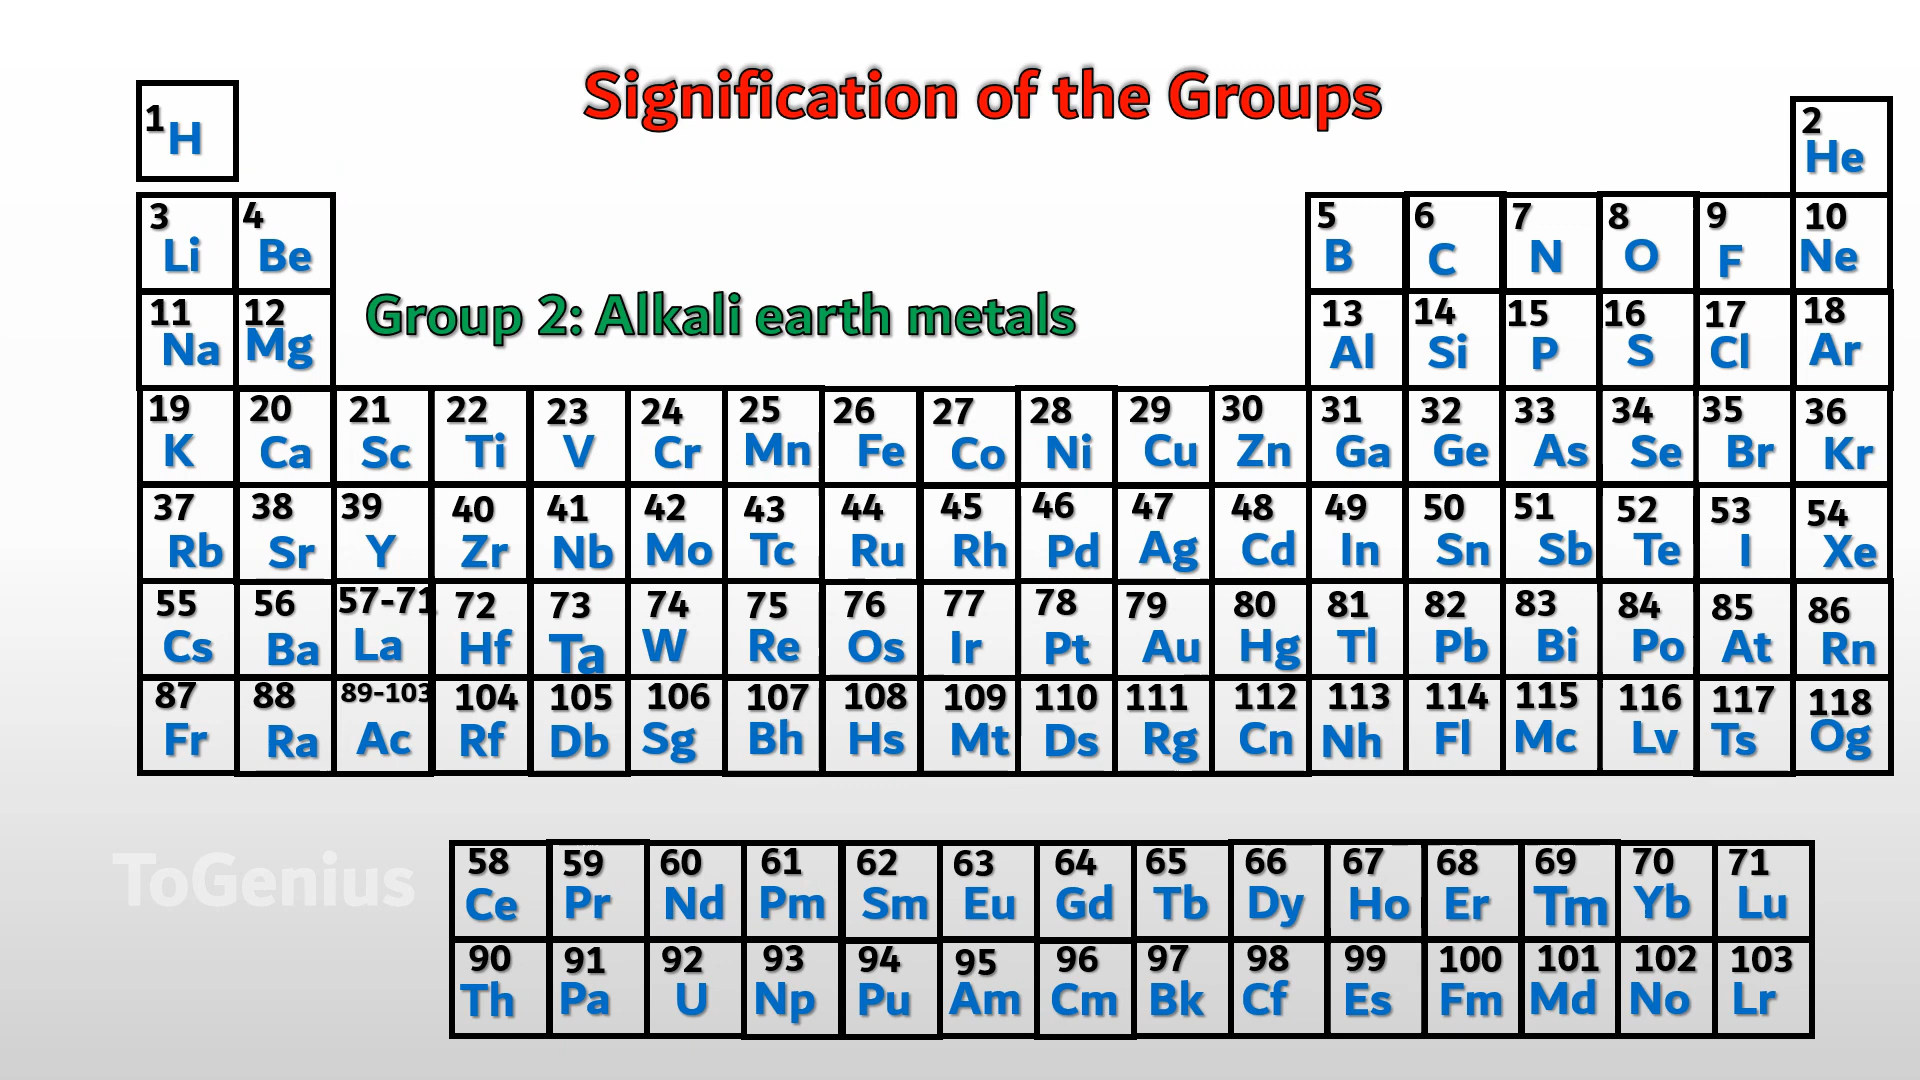 Signification of the Groups
1 2
H He
3 4 5 6 7 8 9 10
Li Be B C N O F Ne
Group 2: Alkali earth metals
11 12 13 14 15 16 17 18
Na Mg Al Si P S Cl Ar
19 20 21 22 23 24 25 26 27 28 29 30 31 32 33 34 35 36
K Ca Sc Ti V Cr Mn Fe Co Ni Cu Zn Ga Ge As Se Br Kr
37 38 39 40 41 42 43 44 45 46 47 48 49 50 51 52 53 54
Rb Sr Y Zr Nb Mo Tc Ru Rh Pd Ag Cd In Sn Sb Te I Xe
55 56 57-71 72 73 74 75 76 77 78 79 80 81 82 83 84 85 86
Cs Ba La Hf Ta W Re Os Ir Pt Au Hg Tl Pb Bi Po At Rn
87 88 89-103 104 105 106 107 108 109 110 111 112 113 114 115 116 117 118
Fr Ra Ac Rf Db Sg Bh Hs Mt Ds Rg Cn Nh Fl Mc Lv Ts Og
ToGenius
58 59 60 61 62 63 64 65 66 67 68 69 70 71
Ce Pr Nd Pm Sm Eu Gd Tb Dy Ho Er Tm Yb Lu
90 91 92 93 94 95 96 97 98 99 100 101 102 103
Th Pa U Np Pu Am Cm Bk Cf Es Fm Md No Lr